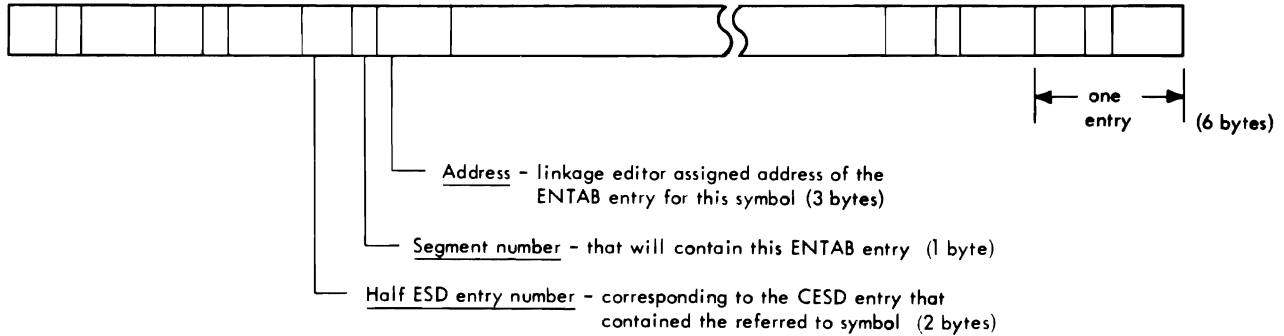 one
entry
(6 bytes)
Address - linkage editor assigned address of the
ENTAB entry for this symbol (3 bytes)
Segment number - that will contain this ENTAB entry (1 byte)
Half ESD entry number - corresponding to the CESD entry that
contained the referred to symbol (2 bytes)